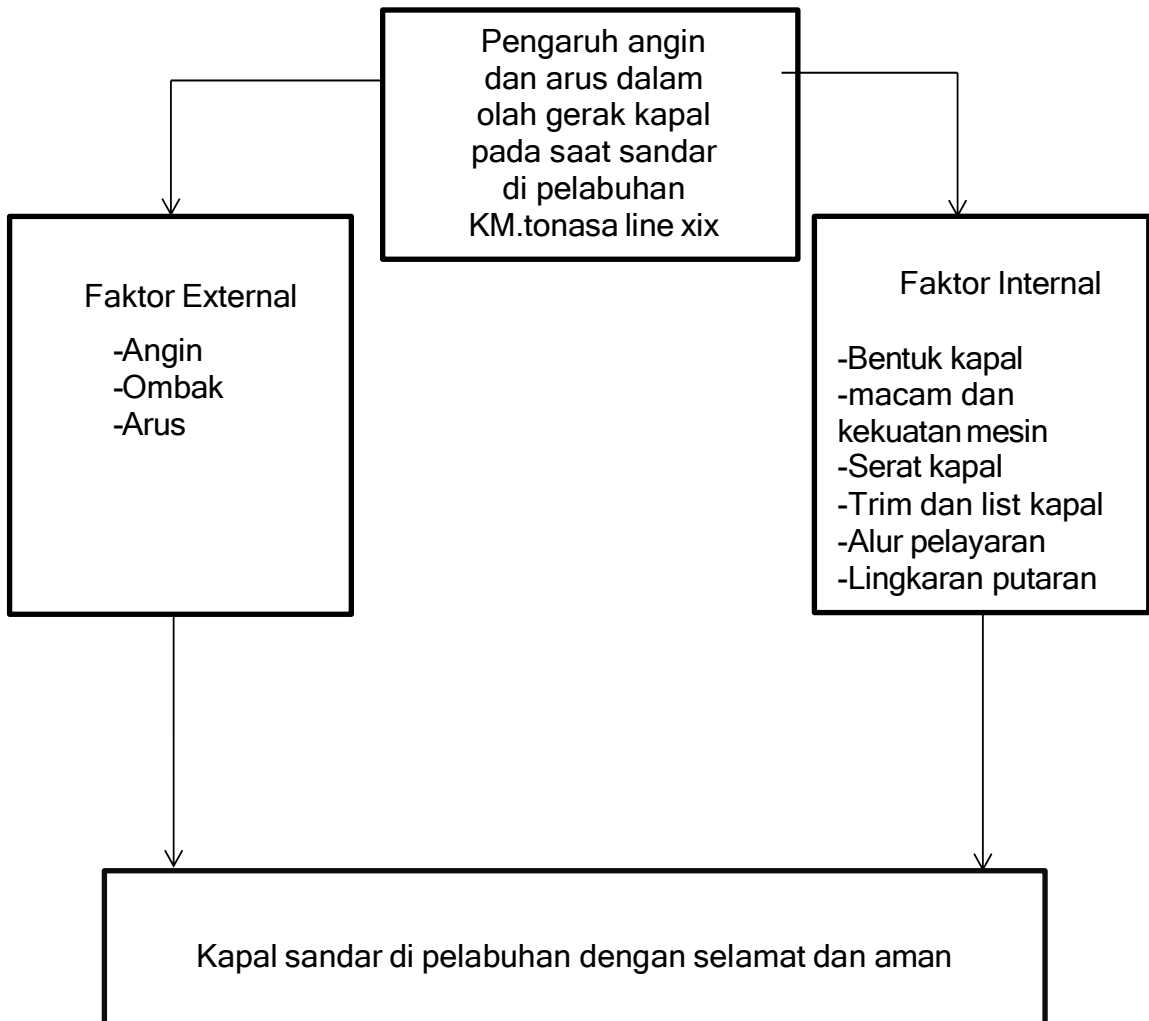 Pengaruh angin
dan arus dalam
olah gerak kapal
pada saat sandar
di pelabuhan
KM.tonasa line xix
Faktor External
-Angin
-Ombak
-Arus
Faktor Internal
-Bentuk kapal
-macam dan
kekuatan mesin
-Serat kapal
-Trim dan list kapal
-Alur pelayaran
-Lingkaran putaran
Kapal sandar di pelabuhan dengan selamat dan aman